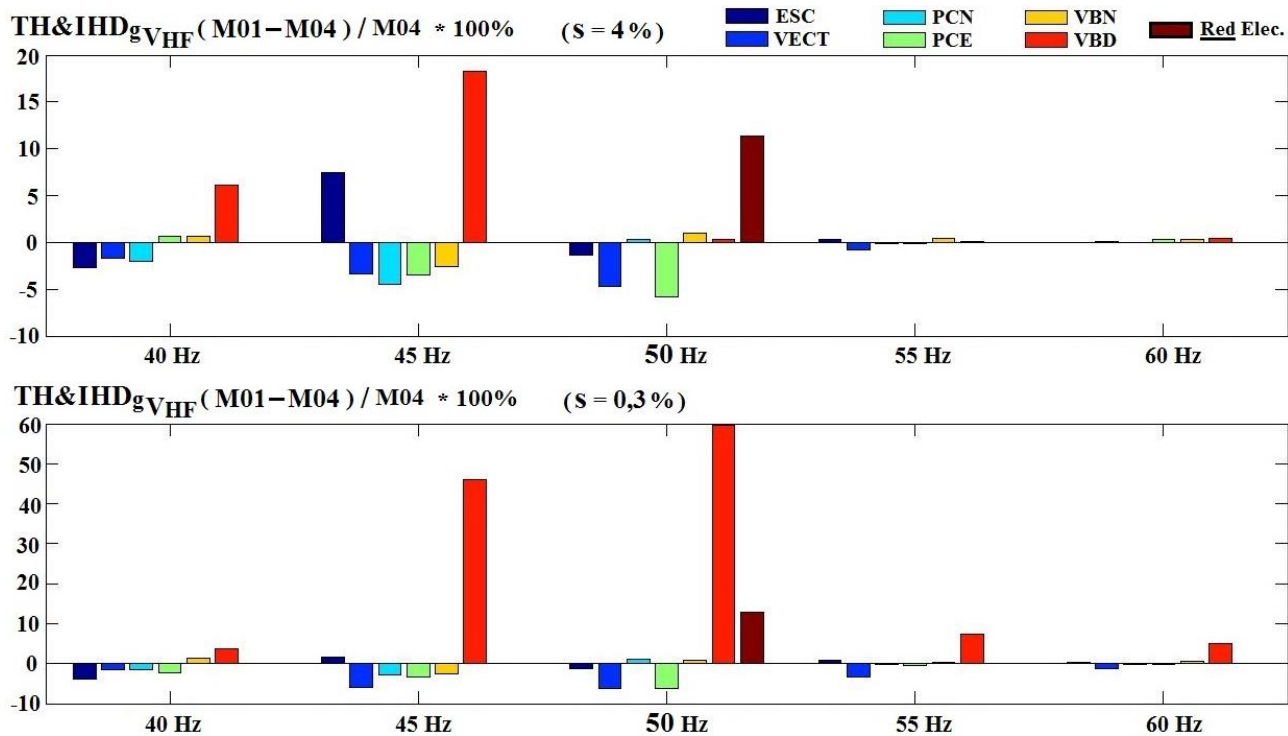 TH&IHDgVHF (M01−M04) / M04 * 100% (s = 4%)
ESC PCN VBN
VECT PCE VBD Red Elec.
20
15
10
5
0
-5
-10
40 Hz 45 Hz 50 Hz 55 Hz 60 Hz
TH&IHDgVHF (M01−M04) / M04 * 100% (s = 0,3%)
60
50
40
30
20
10
0
-10
40 Hz 45 Hz 50 Hz 55 Hz 60 Hz